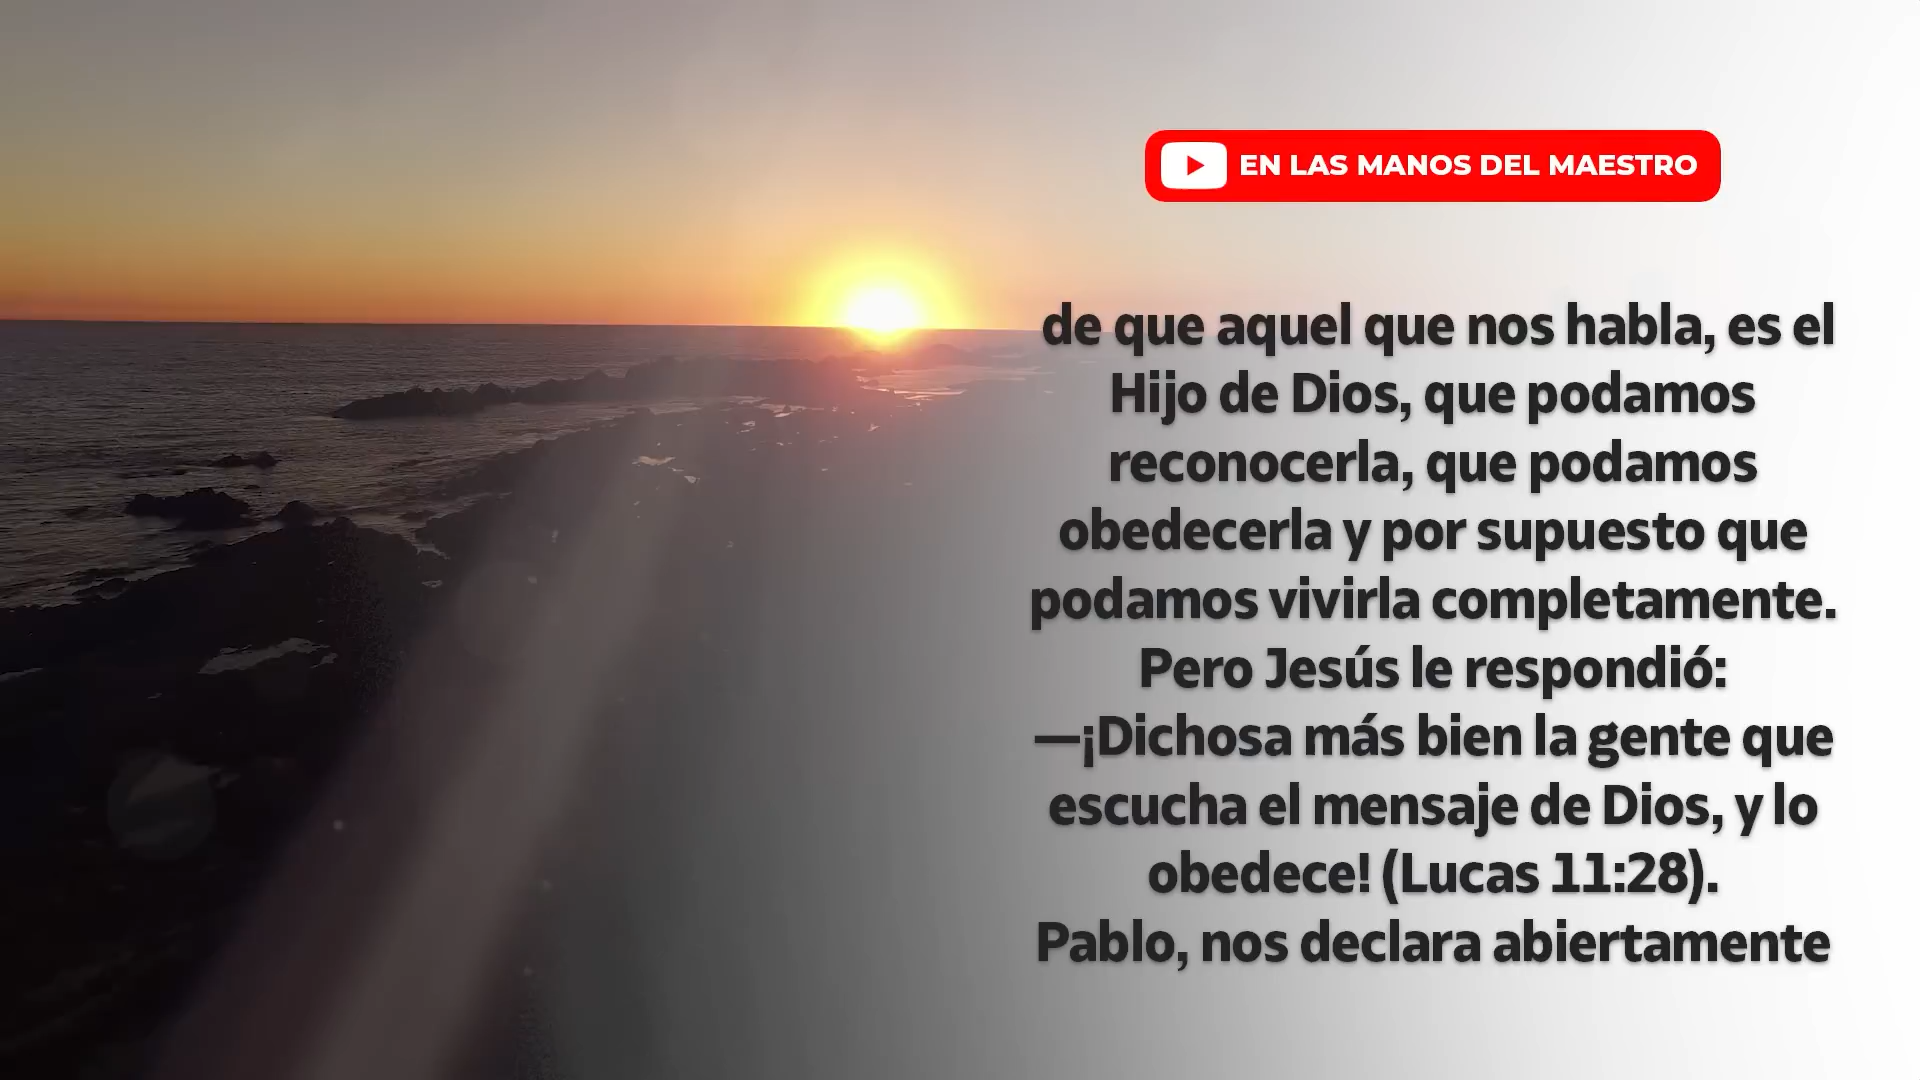 EN LAS MANOS DEL MAESTRO
de que aquel que nos habla, es el
Hijo de Dios, que podamos
reconocerla, que podamos
obedecerla y por supuesto que
podamos vivirla completamente.
Pero Jesús le respondió:
—¡Dichosa más bien la gente que
escucha el mensaje de Dios, y lo
obedece! (Lucas 11:28).
Pablo, nos declara abiertamente